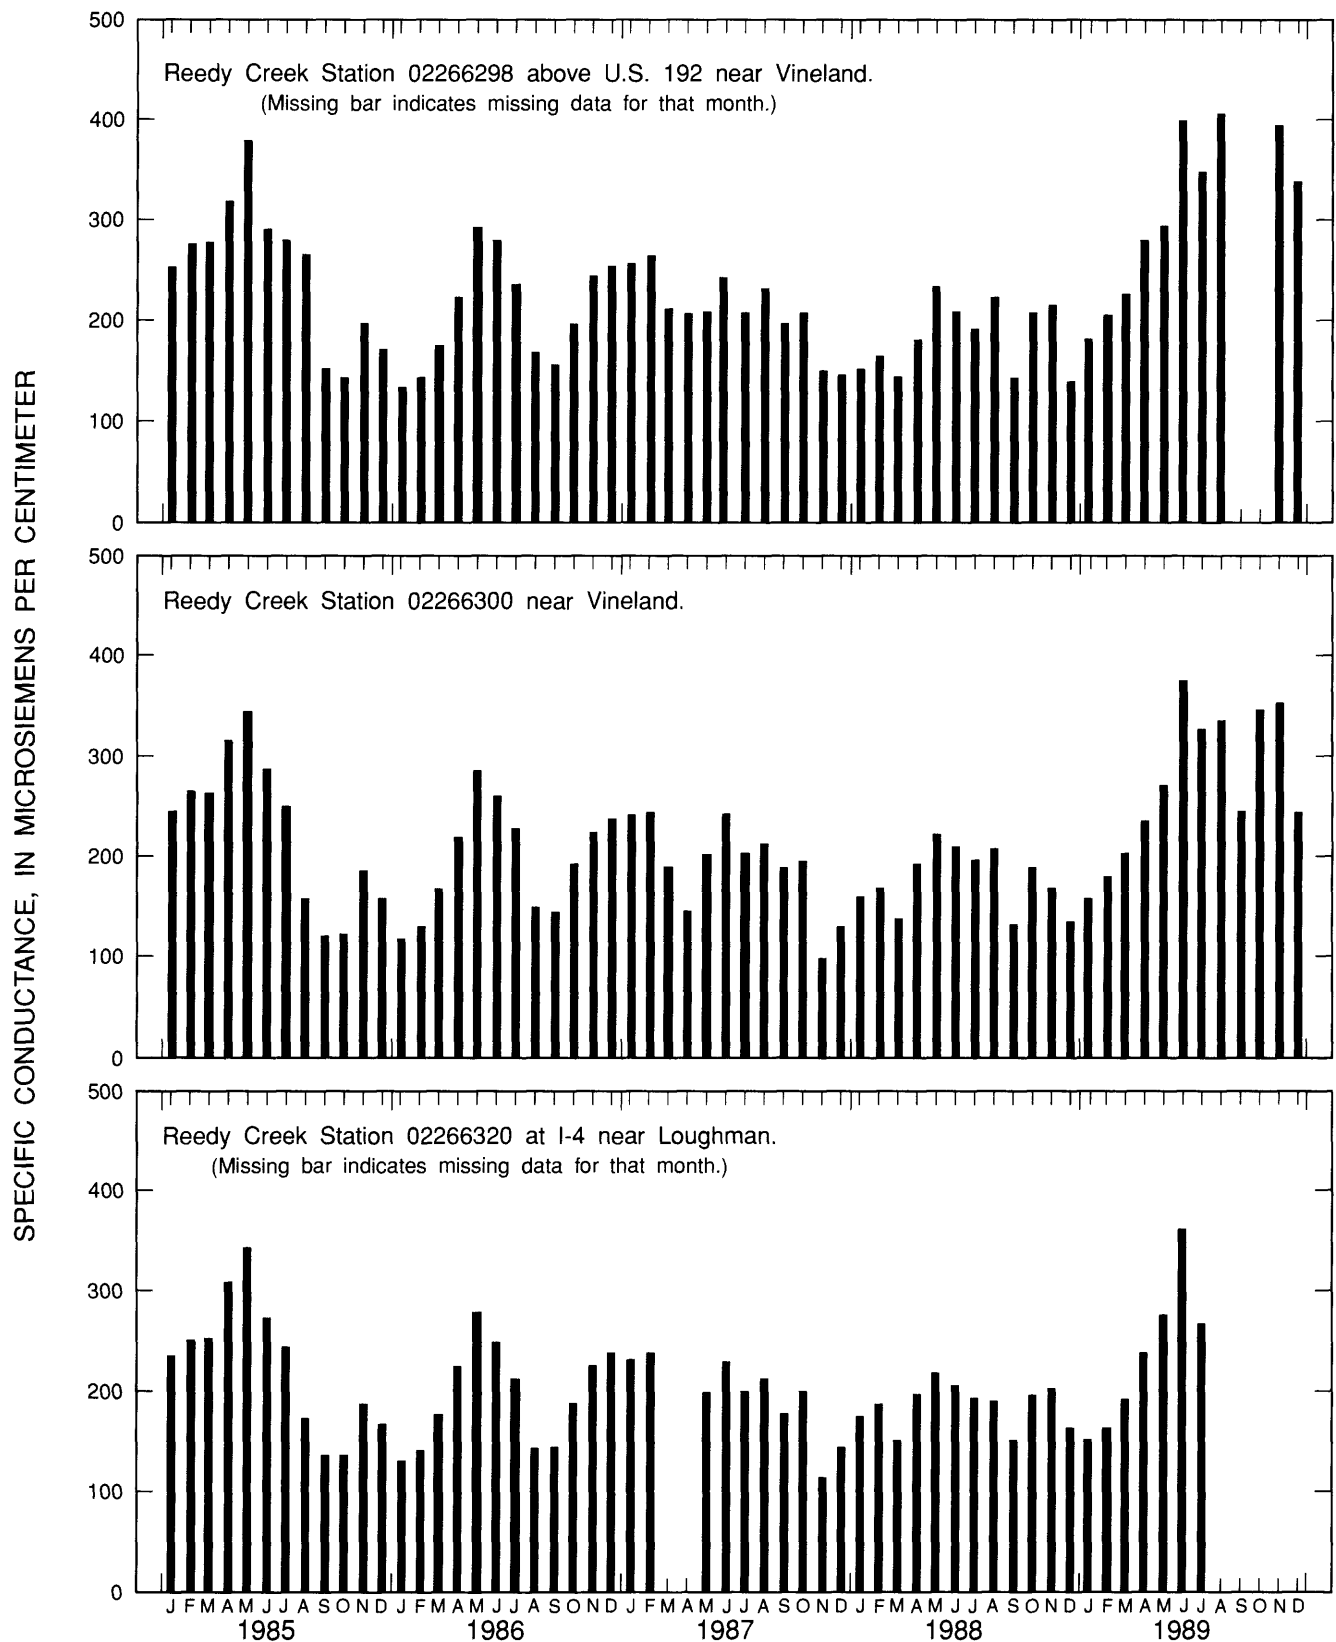 SPECIFIC CONDUCTANCE, IN MICROSIEMENS PER CENTIMETER
500
Reedy Creek Station 02266298 above U.S. 192 near Vineland.
(Missing bar indicates missing data for that month.)
400
300
200
100
0
500
Reedy Creek Station 02266300 near Vineland.
400
300
200
100
0
500
Reedy Creek Station 02266320 at I-4 near Loughman.
(Missing bar indicates missing data for that month.)
400
300
200
100
0
J F M A M J J A S O N D J F M A M J J A S O N D J F M A M J J A S O N D J F M A M J J A S O N D J F M A M J J A S O N D
1985 1986 1987 1988 1989